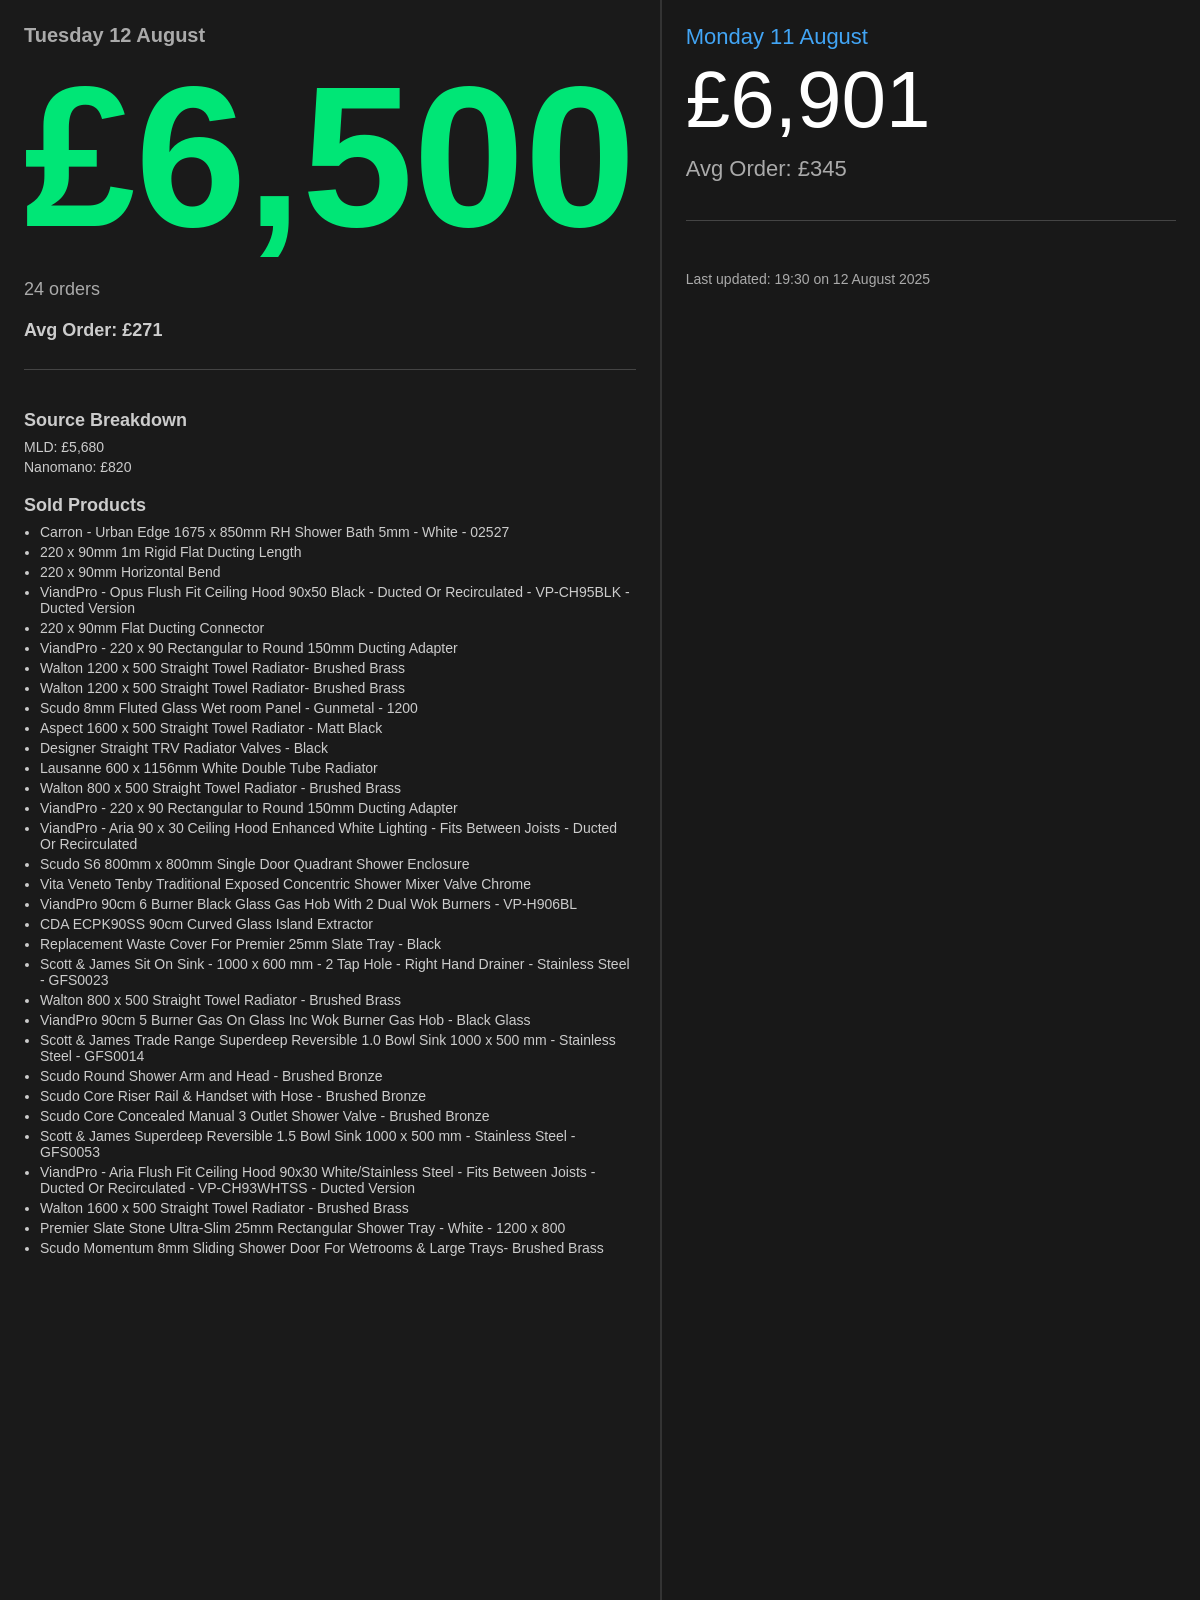 Tuesday 12 August
£6,500
24 orders
Avg Order: £271
Source Breakdown
MLD: £5,680
Nanomano: £820
Sold Products
• Carron - Urban Edge 1675 x 850mm RH Shower Bath 5mm - White - 02527
• 220 x 90mm 1m Rigid Flat Ducting Length
• 220 x 90mm Horizontal Bend
• ViandPro - Opus Flush Fit Ceiling Hood 90x50 Black - Ducted Or Recirculated - VP-CH95BLK -
Ducted Version
• 220 x 90mm Flat Ducting Connector
• ViandPro - 220 x 90 Rectangular to Round 150mm Ducting Adapter
• Walton 1200 x 500 Straight Towel Radiator- Brushed Brass
• Walton 1200 x 500 Straight Towel Radiator- Brushed Brass
• Scudo 8mm Fluted Glass Wet room Panel - Gunmetal - 1200
• Aspect 1600 x 500 Straight Towel Radiator - Matt Black
• Designer Straight TRV Radiator Valves - Black
• Lausanne 600 x 1156mm White Double Tube Radiator
• Walton 800 x 500 Straight Towel Radiator - Brushed Brass
• ViandPro - 220 x 90 Rectangular to Round 150mm Ducting Adapter
• ViandPro - Aria 90 x 30 Ceiling Hood Enhanced White Lighting - Fits Between Joists - Ducted
Or Recirculated
• Scudo S6 800mm x 800mm Single Door Quadrant Shower Enclosure
• Vita Veneto Tenby Traditional Exposed Concentric Shower Mixer Valve Chrome
• ViandPro 90cm 6 Burner Black Glass Gas Hob With 2 Dual Wok Burners - VP-H906BL
• CDA ECPK90SS 90cm Curved Glass Island Extractor
• Replacement Waste Cover For Premier 25mm Slate Tray - Black
• Scott & James Sit On Sink - 1000 x 600 mm - 2 Tap Hole - Right Hand Drainer - Stainless Steel
- GFS0023
• Walton 800 x 500 Straight Towel Radiator - Brushed Brass
• ViandPro 90cm 5 Burner Gas On Glass Inc Wok Burner Gas Hob - Black Glass
• Scott & James Trade Range Superdeep Reversible 1.0 Bowl Sink 1000 x 500 mm - Stainless
Steel - GFS0014
• Scudo Round Shower Arm and Head - Brushed Bronze
• Scudo Core Riser Rail & Handset with Hose - Brushed Bronze
• Scudo Core Concealed Manual 3 Outlet Shower Valve - Brushed Bronze
• Scott & James Superdeep Reversible 1.5 Bowl Sink 1000 x 500 mm - Stainless Steel -
GFS0053
• ViandPro - Aria Flush Fit Ceiling Hood 90x30 White/Stainless Steel - Fits Between Joists -
Ducted Or Recirculated - VP-CH93WHTSS - Ducted Version
• Walton 1600 x 500 Straight Towel Radiator - Brushed Brass
• Premier Slate Stone Ultra-Slim 25mm Rectangular Shower Tray - White - 1200 x 800
• Scudo Momentum 8mm Sliding Shower Door For Wetrooms & Large Trays- Brushed Brass
Monday 11 August
£6,901
Avg Order: £345
Last updated: 19:30 on 12 August 2025